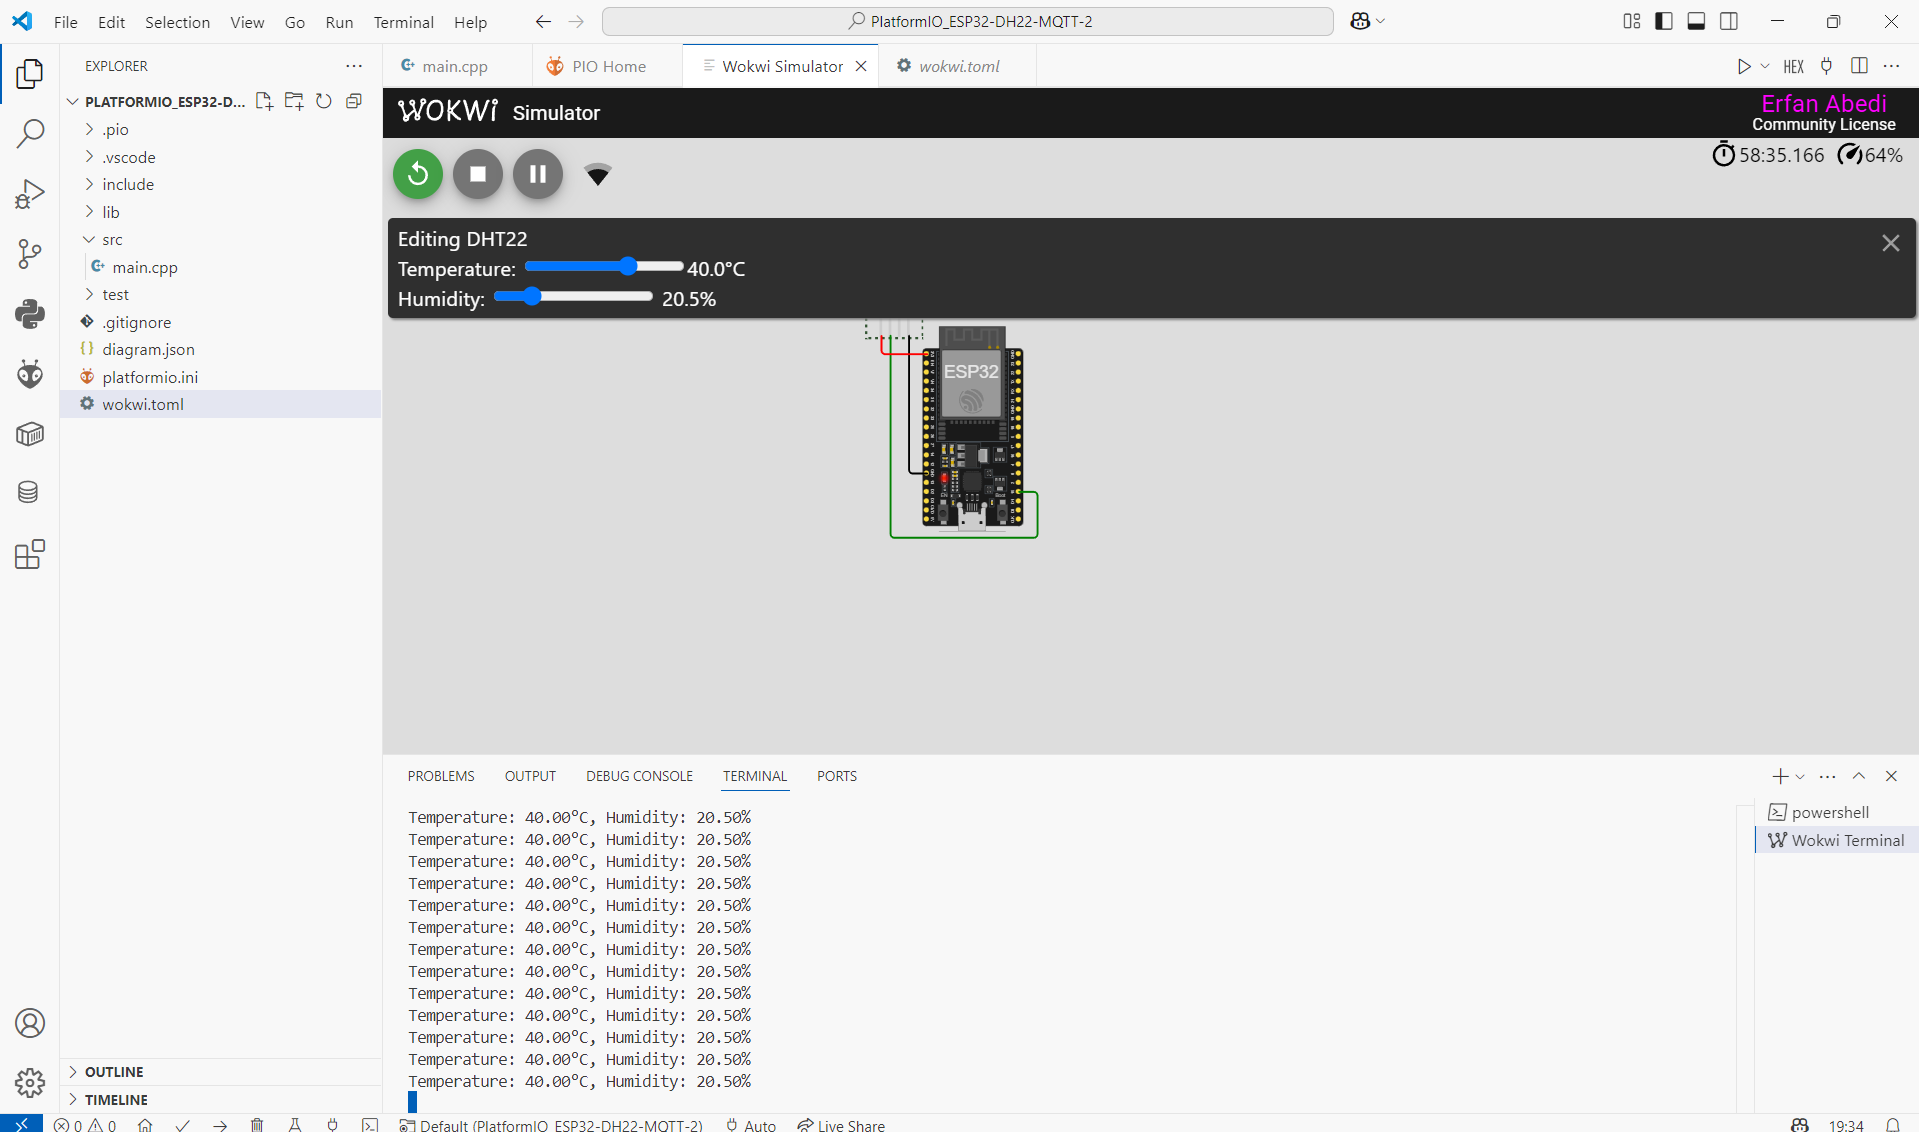 File Edit Selection View Go Run Terminal Help
PlatformIO_ESP32-DH22-MQTT-2
EXPLORER
main.cpp
PIO Home
Wokwi Simulator
wokwi.toml
HEX
PLATFORMIO_ESP32-D...
.pio
.vscode
include
lib
src
main.cpp
test
.gitignore
diagram.json
platformio.ini
wokwi.toml
OUTLINE
TIMELINE
WOKWi Simulator
Erfan Abedi
Community License
58:35.166 64%
Editing DHT22
Temperature: 40.0°C
Humidity: 20.5%
ESP32
EN
Boot
PROBLEMS OUTPUT DEBUG CONSOLE TERMINAL PORTS
Temperature: 40.00°C, Humidity: 20.50%
Temperature: 40.00°C, Humidity: 20.50%
Temperature: 40.00°C, Humidity: 20.50%
Temperature: 40.00°C, Humidity: 20.50%
Temperature: 40.00°C, Humidity: 20.50%
Temperature: 40.00°C, Humidity: 20.50%
Temperature: 40.00°C, Humidity: 20.50%
Temperature: 40.00°C, Humidity: 20.50%
Temperature: 40.00°C, Humidity: 20.50%
Temperature: 40.00°C, Humidity: 20.50%
Temperature: 40.00°C, Humidity: 20.50%
Temperature: 40.00°C, Humidity: 20.50%
Temperature: 40.00°C, Humidity: 20.50%
powershell
Wokwi Terminal
0 0 Default (PlatformIO_ESP32-DH22-MQTT-2) Auto Live Share 19:34